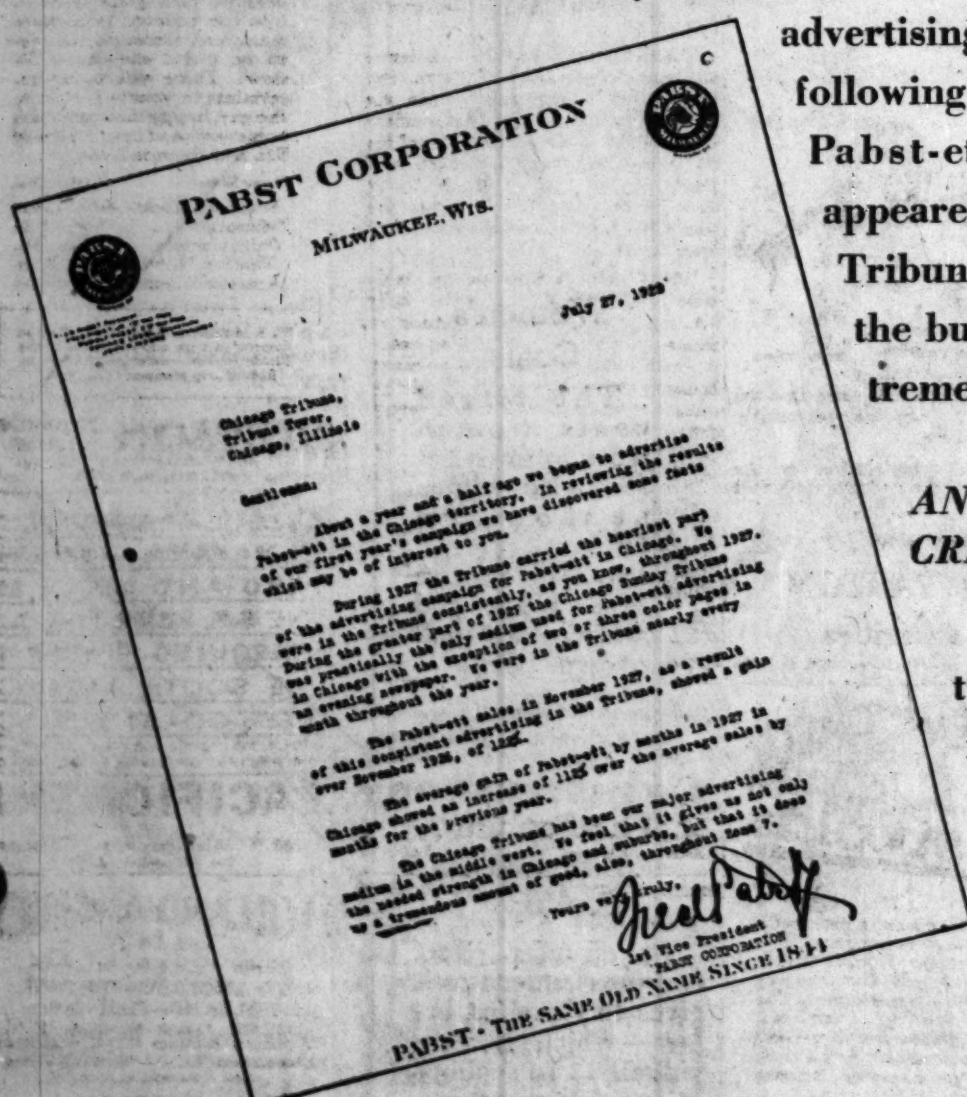 PABST CORPORATION
MILWAUKEE, WIS.
PABST
MILWAUKEE
PABST
July 27, 1928
Chicago Tribune,
Tribune Tower,
Chicago, Illinois
Gentlemen:
About a year and a half ago we began to advertise
Pabst-ett in the Chicago territory. In reviewing the results
of our first year's campaign we have discovered some facts
which may be of interest to you.
During 1927 the Tribune carried the heaviest part
of the advertising campaign for Pabst-ett in Chicago. We
were in the Tribune consistently, as you know, throughout 1927.
During the greater part of 1927 the Chicago Sunday Tribune
was practically the only medium used for Pabst-ett advertising
in Chicago with the exception of two or three color pages in
an evening newspaper. We were in the Tribune nearly every
month throughout the year.
The Pabst-ett sales in November 1927, as a result
of this consistent advertising in the Tribune, showed a gain
over November 1926, of 122%.
The average gain of Pabst-ett by months in 1927 in
Chicago showed an increase of 112% over the average sales by
months for the previous year.
The Chicago Tribune has been our major advertising
medium in the middle west. We feel that it gives us not only
the needed strength in Chicago and suburbs, but that it does
us a tremendous amount of good, also, throughout Zone 7.
Yours very truly,
Fred Pabst
1st Vice President
PABST CORPORATION
PABST - THE SAME OLD NAME SINCE 1844
advertising
following
Pabst-et
appeare
Tribun
the bu
treme
AN
CRI
t